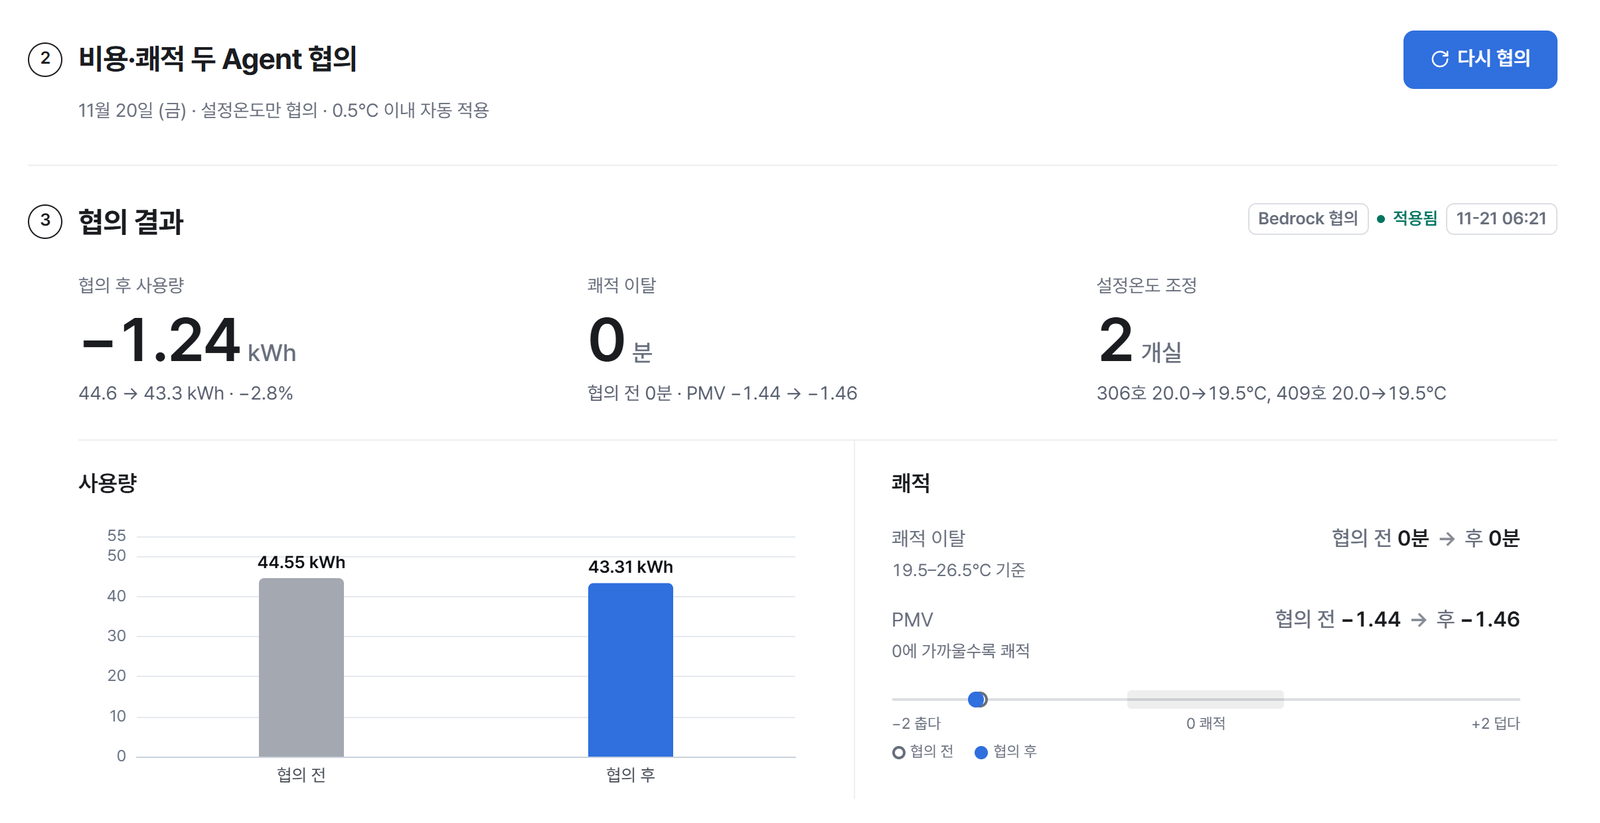 2 비용·쾌적 두 Agent 협의
다시 협의
11월 20일 (금) · 설정온도만 협의 · 0.5°C 이내 자동 적용
3 협의 결과
Bedrock 협의
적용됨
11-21 06:21
협의 후 사용량
−1.24 kWh
44.6 → 43.3 kWh · −2.8%
쾌적 이탈
0 분
협의 전 0분 · PMV −1.44 → −1.46
설정온도 조정
2 개실
306호 20.0→19.5°C, 409호 20.0→19.5°C
사용량
55
50
40
30
20
10
0
44.55 kWh
43.31 kWh
협의 전
협의 후
쾌적
쾌적 이탈
협의 전 0분 → 후 0분
19.5–26.5°C 기준
PMV
협의 전 −1.44 → 후 −1.46
0에 가까울수록 쾌적
−2 춥다
0 쾌적
+2 덥다
협의 전
협의 후